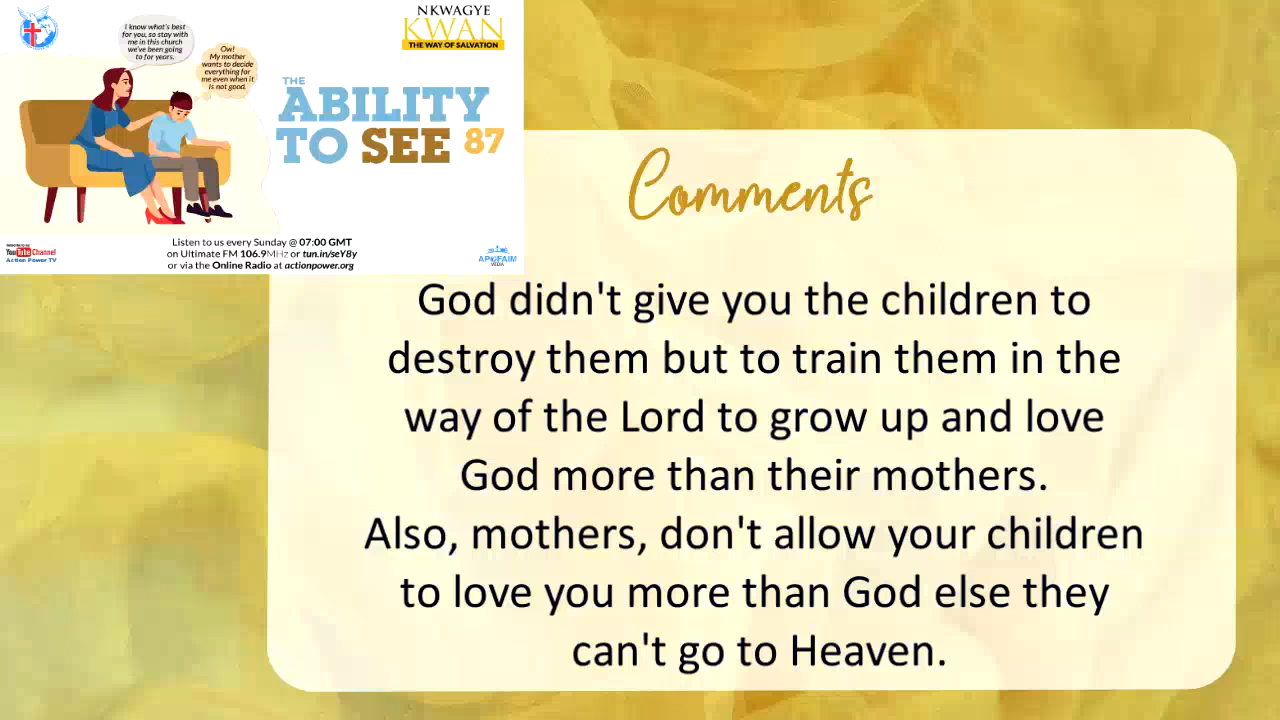 I know what's best
for you, so stay with
me in this church
we've been going
to for years.
Ow!
My mother
wants to decide
everything for
me even when it
is not good.
NKWAGYE
KWAN
THE WAY OF SALVATION
THE
ABILITY
TO SEE 87
YouTube Channel
Action Power TV
Listen to us every Sunday @ 07:00 GMT
on Ultimate FM 106.9MHz or tun.in/seY8y
or via the Online Radio at actionpower.org
Comments
God didn't give you the children to
destroy them but to train them in the
way of the Lord to grow up and love
God more than their mothers.
Also, mothers, don't allow your children
to love you more than God else they
can't go to Heaven.